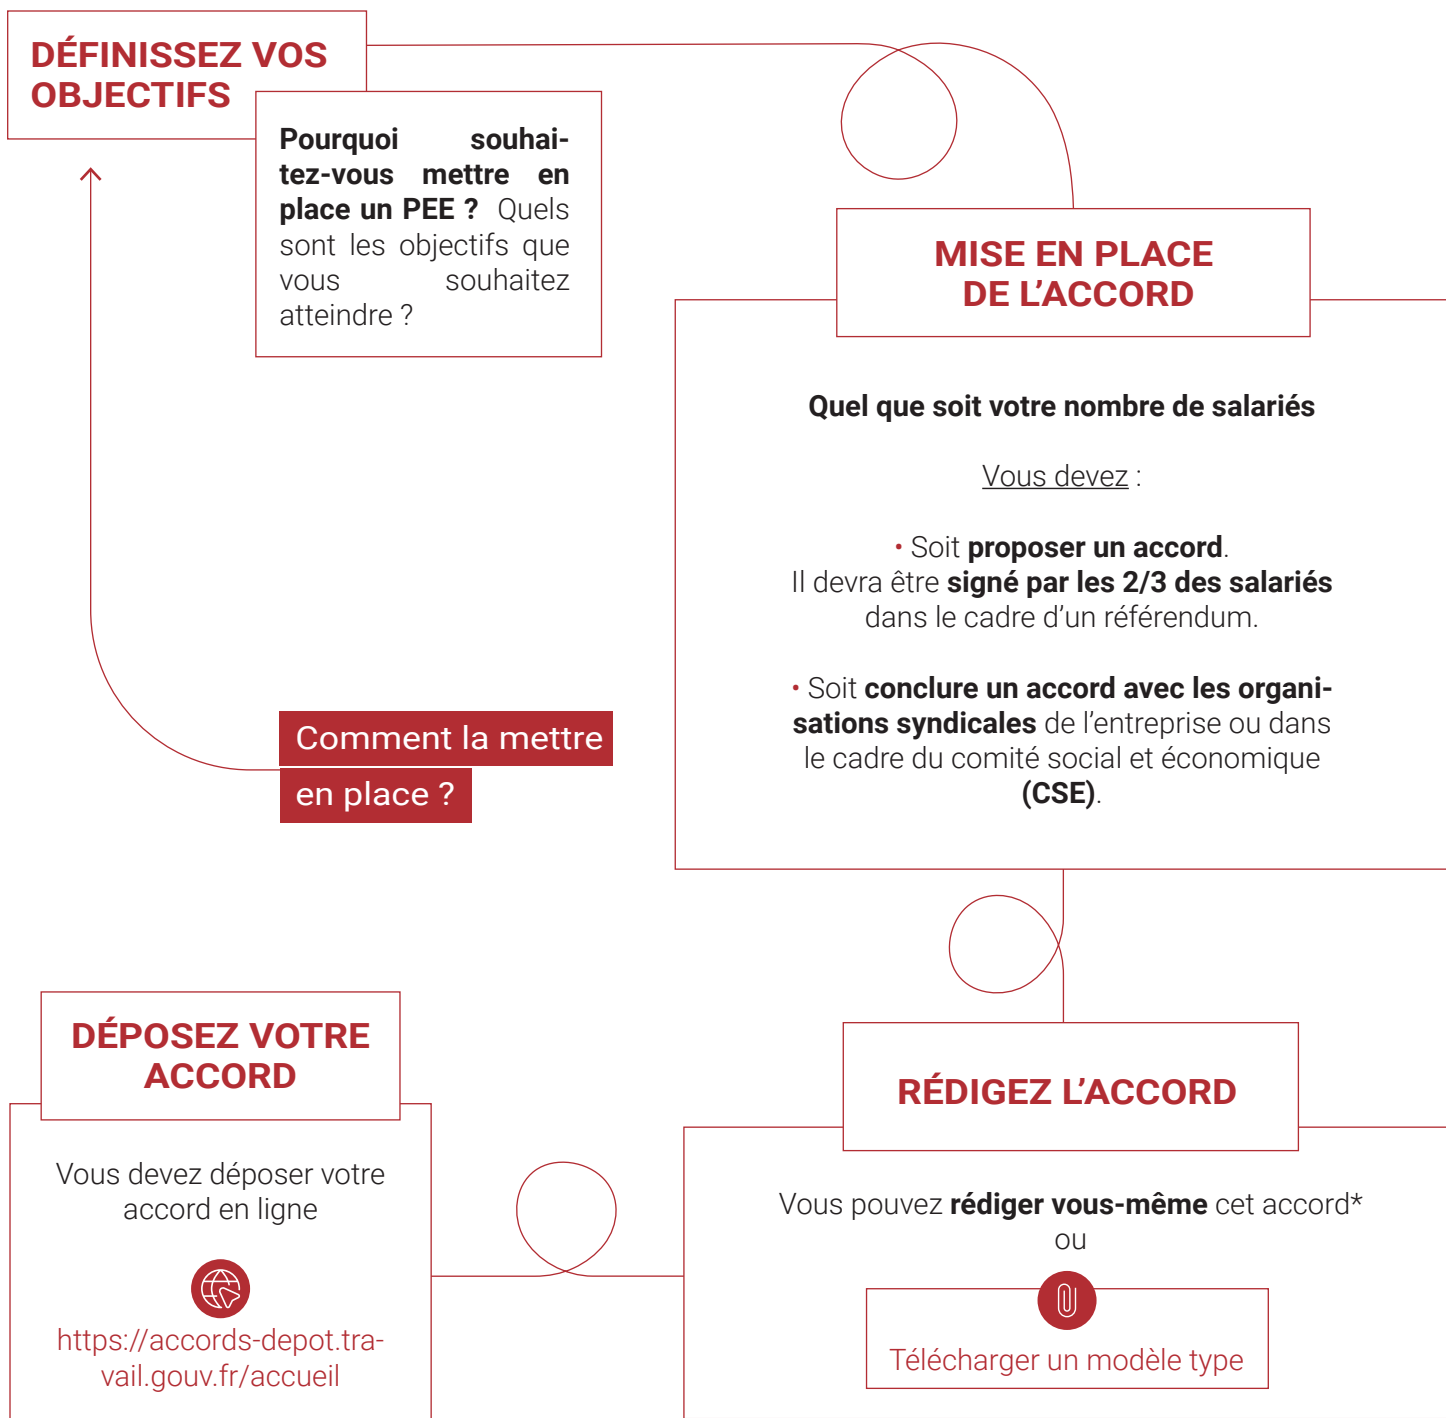 DÉFINISSEZ VOS
OBJECTIFS
Pourquoi souhai-
tez-vous mettre en
place un PEE ? Quels
sont les objectifs que
vous souhaitez
atteindre ?
MISE EN PLACE
DE L’ACCORD
Quel que soit votre nombre de salariés
Vous devez :
• Soit proposer un accord.
Il devra être signé par les 2/3 des salariés
dans le cadre d’un référendum.
• Soit conclure un accord avec les organi-
sations syndicales de l’entreprise ou dans
le cadre du comité social et économique
(CSE).
Comment la mettre
en place ?
DÉPOSEZ VOTRE
ACCORD
Vous devez déposer votre
accord en ligne
https://accords-depot.tra-
vail.gouv.fr/accueil
RÉDIGEZ L’ACCORD
Vous pouvez rédiger vous-même cet accord*
ou
Télécharger un modèle type